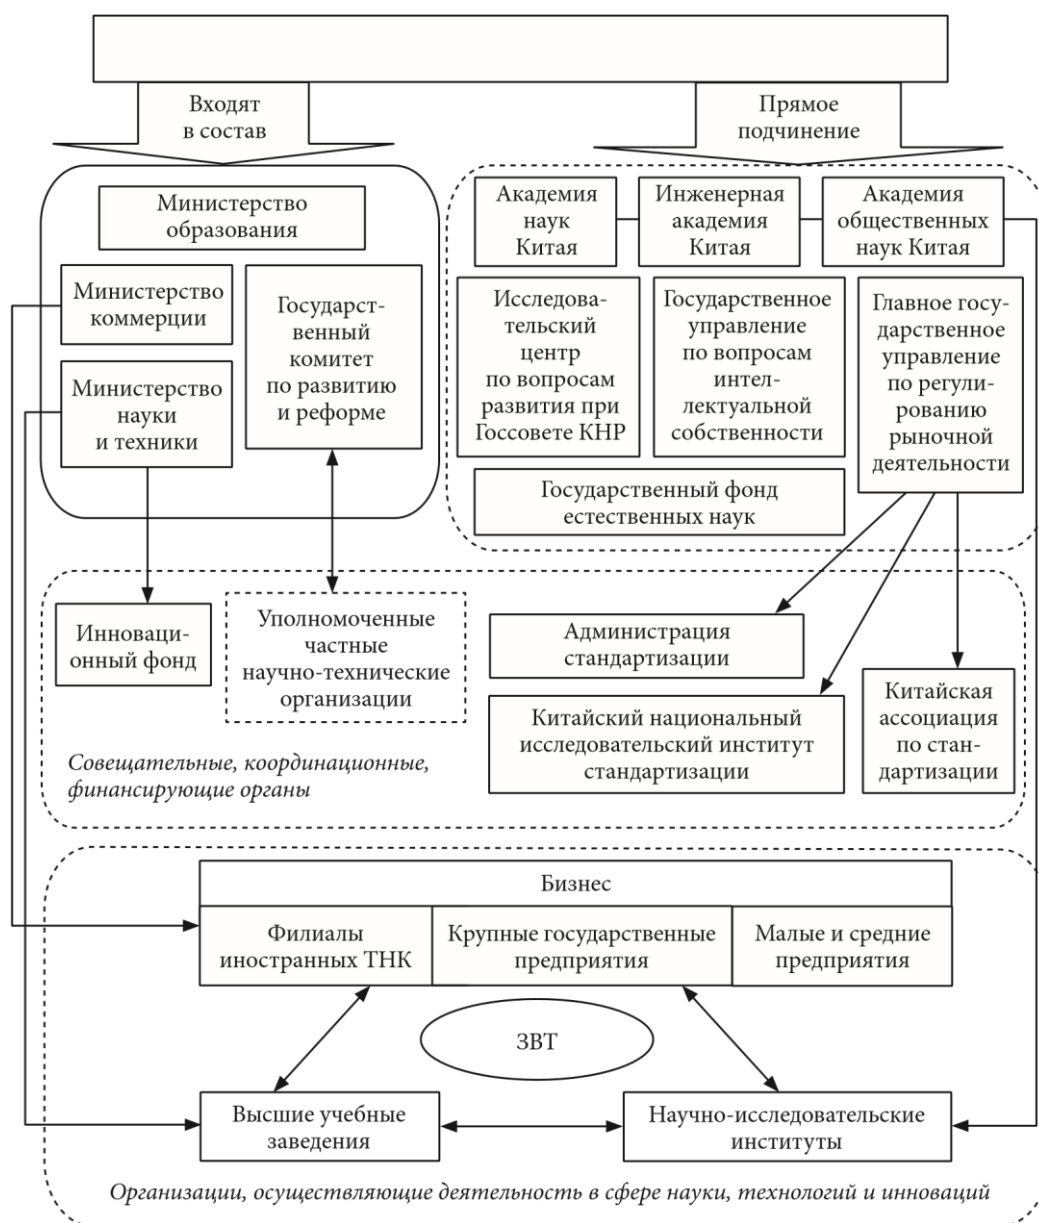 Входят
в состав
Прямое
подчинение
Министерство
образования
Министерство
коммерции
Министерство
науки
и техники
Государст-
венный
комитет
по развитию
и реформе
Академия
наук
Китая
Инженерная
академия
Китая
Академия
общественных
наук Китая
Исследова-
тельский
центр
по вопросам
развития при
Госсовете КНР
Государственное
управление
по вопросам
интел-
лектуальной
собственности
Главное госу-
дарственное
управление
по регули-
рованию
рыночной
деятельности
Государственный фонд
естественных наук
Инноваци-
онный фонд
Уполномоченные
частные
научно-технические
организации
Администрация
стандартизации
Китайский национальный
исследовательский институт
стандартизации
Китайская
ассоциация
по стан-
дартизации
Совещательные, координационные,
финансирующие органы
Бизнес
Филиалы
иностранных ТНК
Крупные государственные
предприятия
Малые и средние
предприятия
ЗВТ
Высшие учебные
заведения
Научно-исследовательские
институты
Организации, осуществляющие деятельность в сфере науки, технологий и инноваций